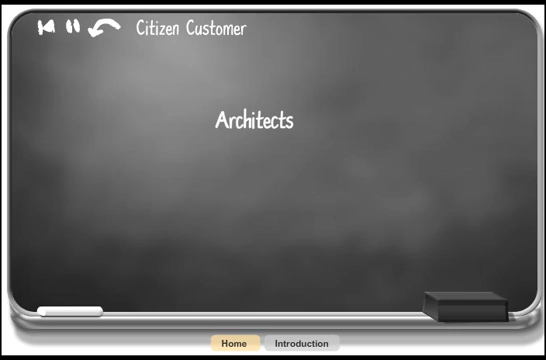 Citizen Customer
Architects
Home Introduction